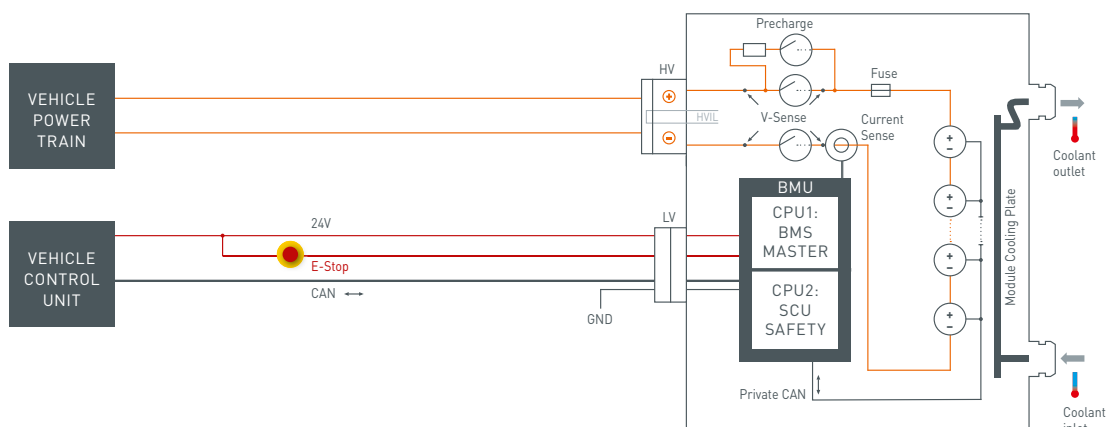 Precharge
HV
Fuse
VEHICLE
POWER
TRAIN
+
HVIL
V-Sense
Current
Sense
−
+
−
Coolant
outlet
BMU
CPU1:
BMS
MASTER
+
−
LV
24V
VEHICLE
CONTROL
UNIT
E-Stop
CAN
GND
CPU2:
SCU
SAFETY
+
−
Module Cooling Plate
+
−
Private CAN
Coolant
inlet